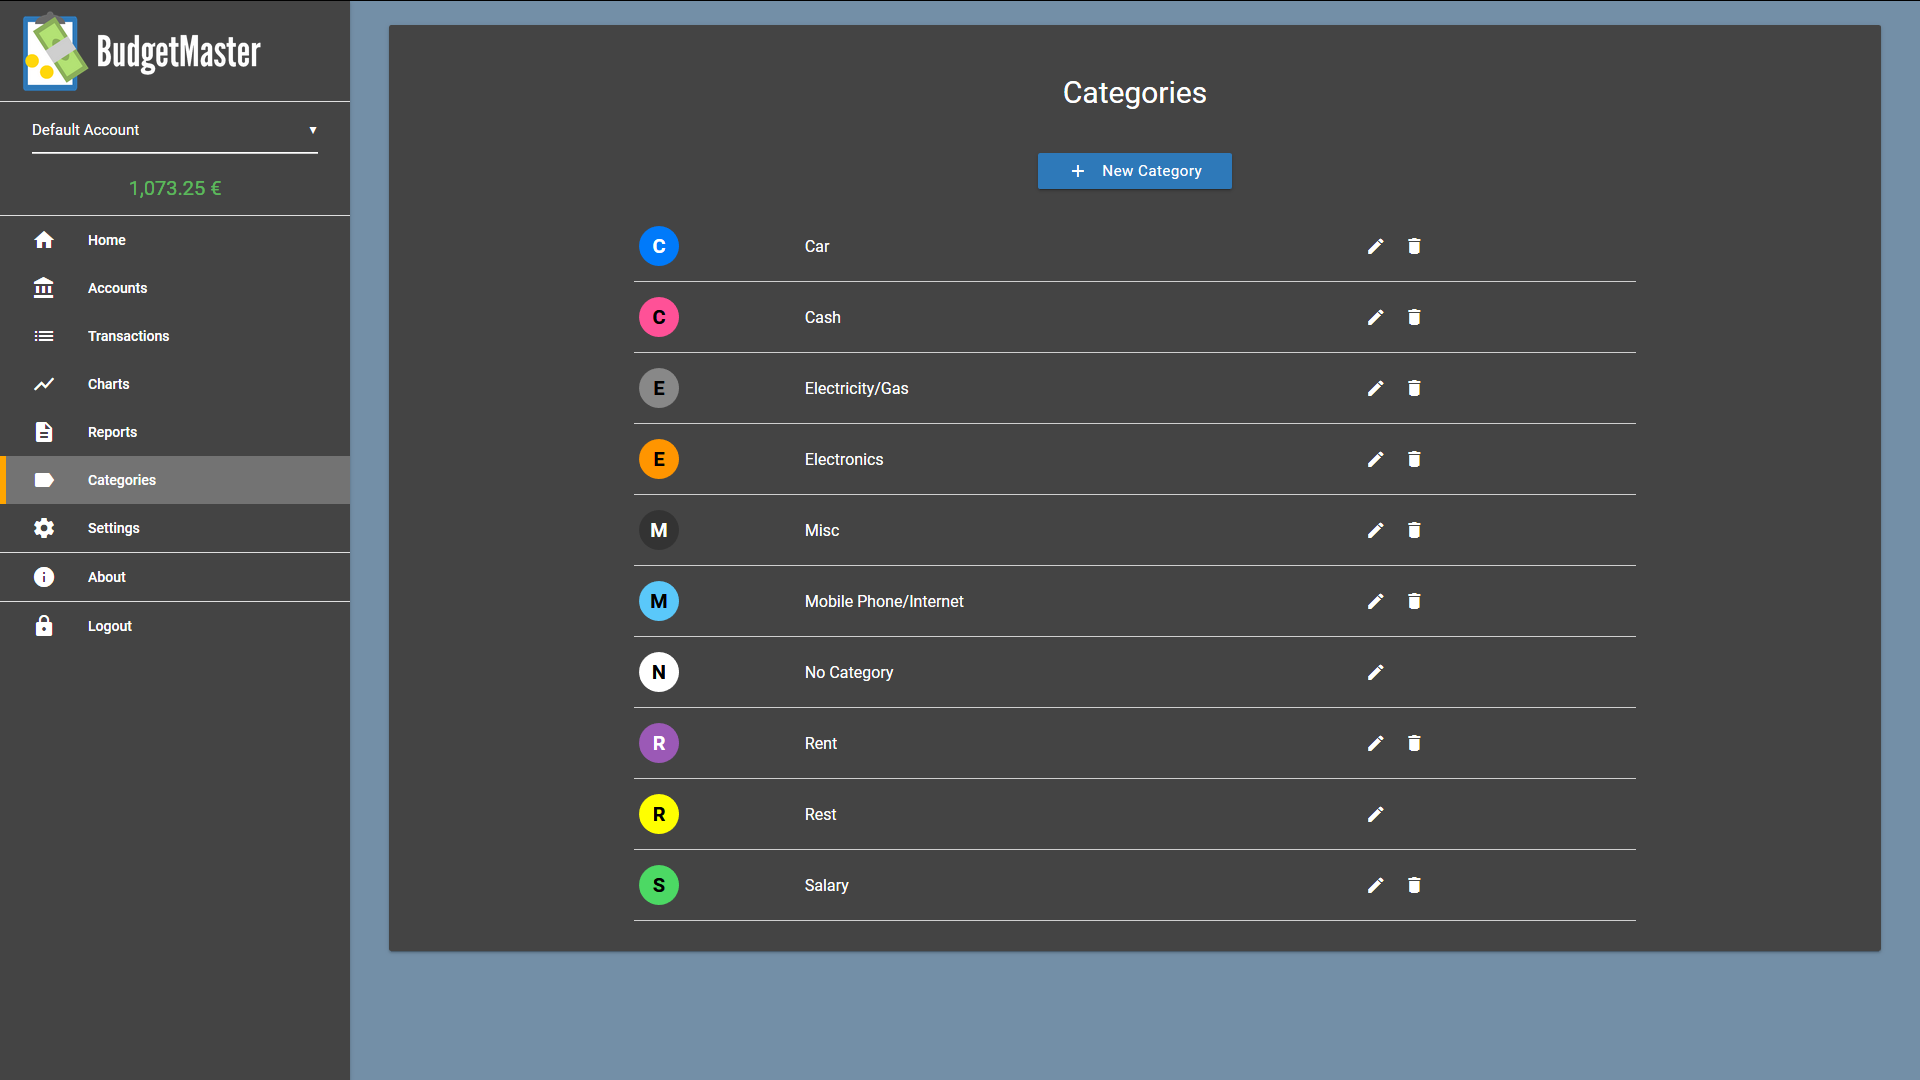 BudgetMaster
Default Account
1,073.25 €
Home
Accounts
Transactions
Charts
Reports
Categories
Settings
About
Logout
Categories
New Category
C Car
C Cash
E Electricity/Gas
E Electronics
M Misc
M Mobile Phone/Internet
N No Category
R Rent
R Rest
S Salary